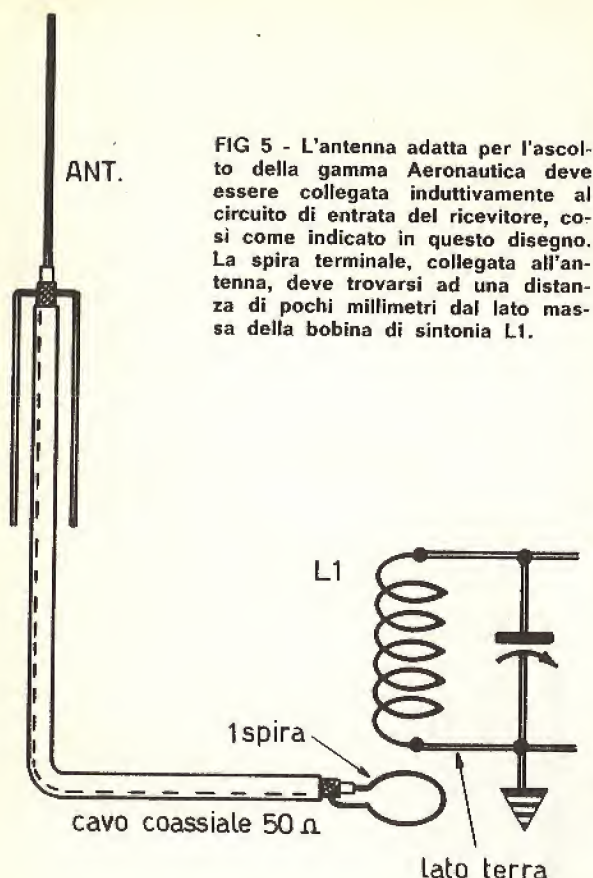 ANT.
FIG 5 - L'antenna adatta per l'ascol-
to della gamma Aeronautica deve
essere collegata induttivamente al
circuito di entrata del ricevitore, co-
sì come indicato in questo disegno.
La spira terminale, collegata all'an-
tenna, deve trovarsi ad una distan-
za di pochi millimetri dal lato mas-
sa della bobina di sintonia L1.
L1
1 spira
cavo coassiale 50 Ω
lato terra